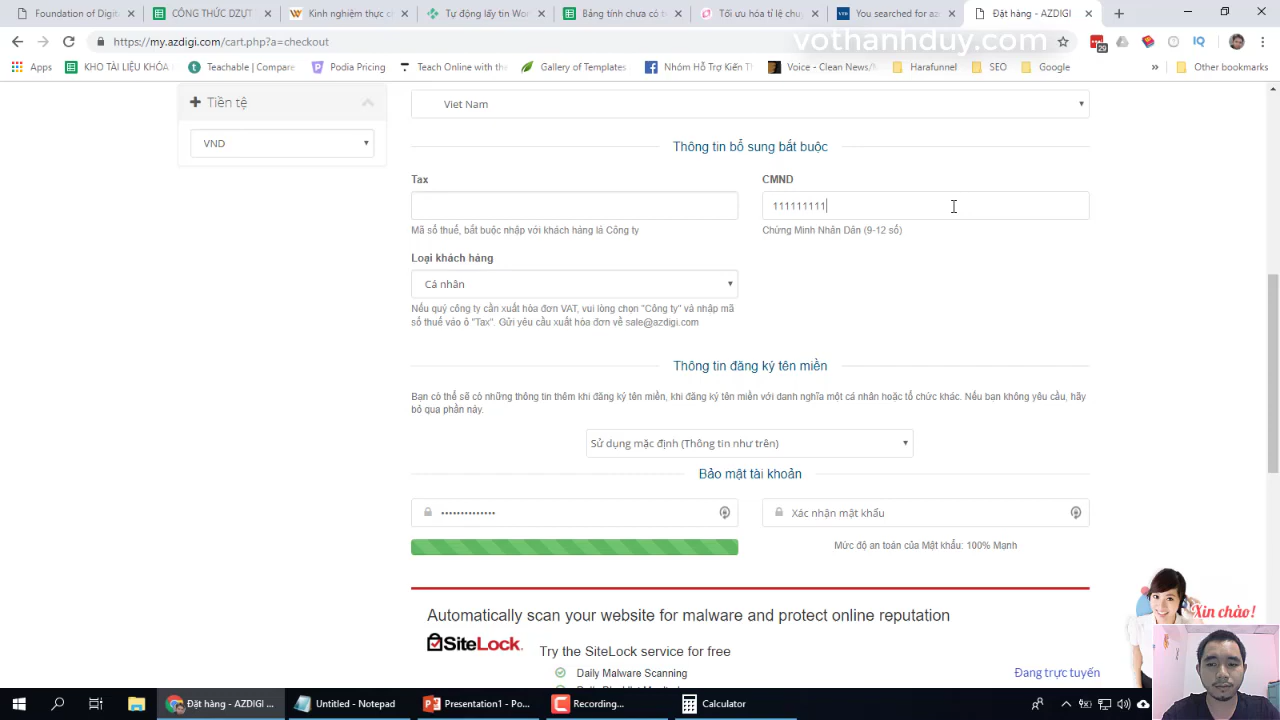 Foundation of Digit
CÔNG THỨC DZỰT
Kinh nghiệm thực c
Tự động lấy tin W
Bảng tính chưa có t
Tối ưu hóa tỉ lệ chuy
You searched for az
Đặt hàng - AZDIGI
https://my.azdigi.com/cart.php?a=checkout
vothanhduy.com
29
IQ
Apps
KHO TÀI LIỆU KHÓA
Teachable | Compare
Podia Pricing
Teach Online with the
Gallery of Templates
Nhóm Hỗ Trợ Kiến T
Voice - Clean News/M
Harafunnel
SEO
Google
»
Other bookmarks
Tiền tệ
VND
Viet Nam
Thông tin bổ sung bắt buộc
Tax
CMND
111111111
Mã số thuế, bắt buộc nhập với khách hàng là Công ty
Chứng Minh Nhân Dân (9-12 số)
Loại khách hàng
Cá nhân
Nếu quý công ty cần xuất hóa đơn VAT, vui lòng chọn "Công ty" và nhập mã
số thuế vào ô "Tax". Gửi yêu cầu xuất hóa đơn về sale@azdigi.com
Thông tin đăng ký tên miền
Bạn có thể sẽ có những thông tin thêm khi đăng ký tên miền, khi đăng ký tên miền với danh nghĩa một cá nhân hoặc tổ chức khác. Nếu bạn không yêu cầu, hãy
bỏ qua phần này.
Sử dụng mặc định (Thông tin như trên)
Bảo mật tài khoản
••••••••••••••
Xác nhận mật khẩu
Mức độ an toàn của Mật khẩu: 100% Mạnh
Automatically scan your website for malware and protect online reputation
SiteLock
Try the SiteLock service for free
Daily Malware Scanning
Xin chào!
Đang trực tuyến
Đặt hàng - AZDIGI ...
Untitled - Notepad
Presentation1 - Po...
Recording...
Calculator